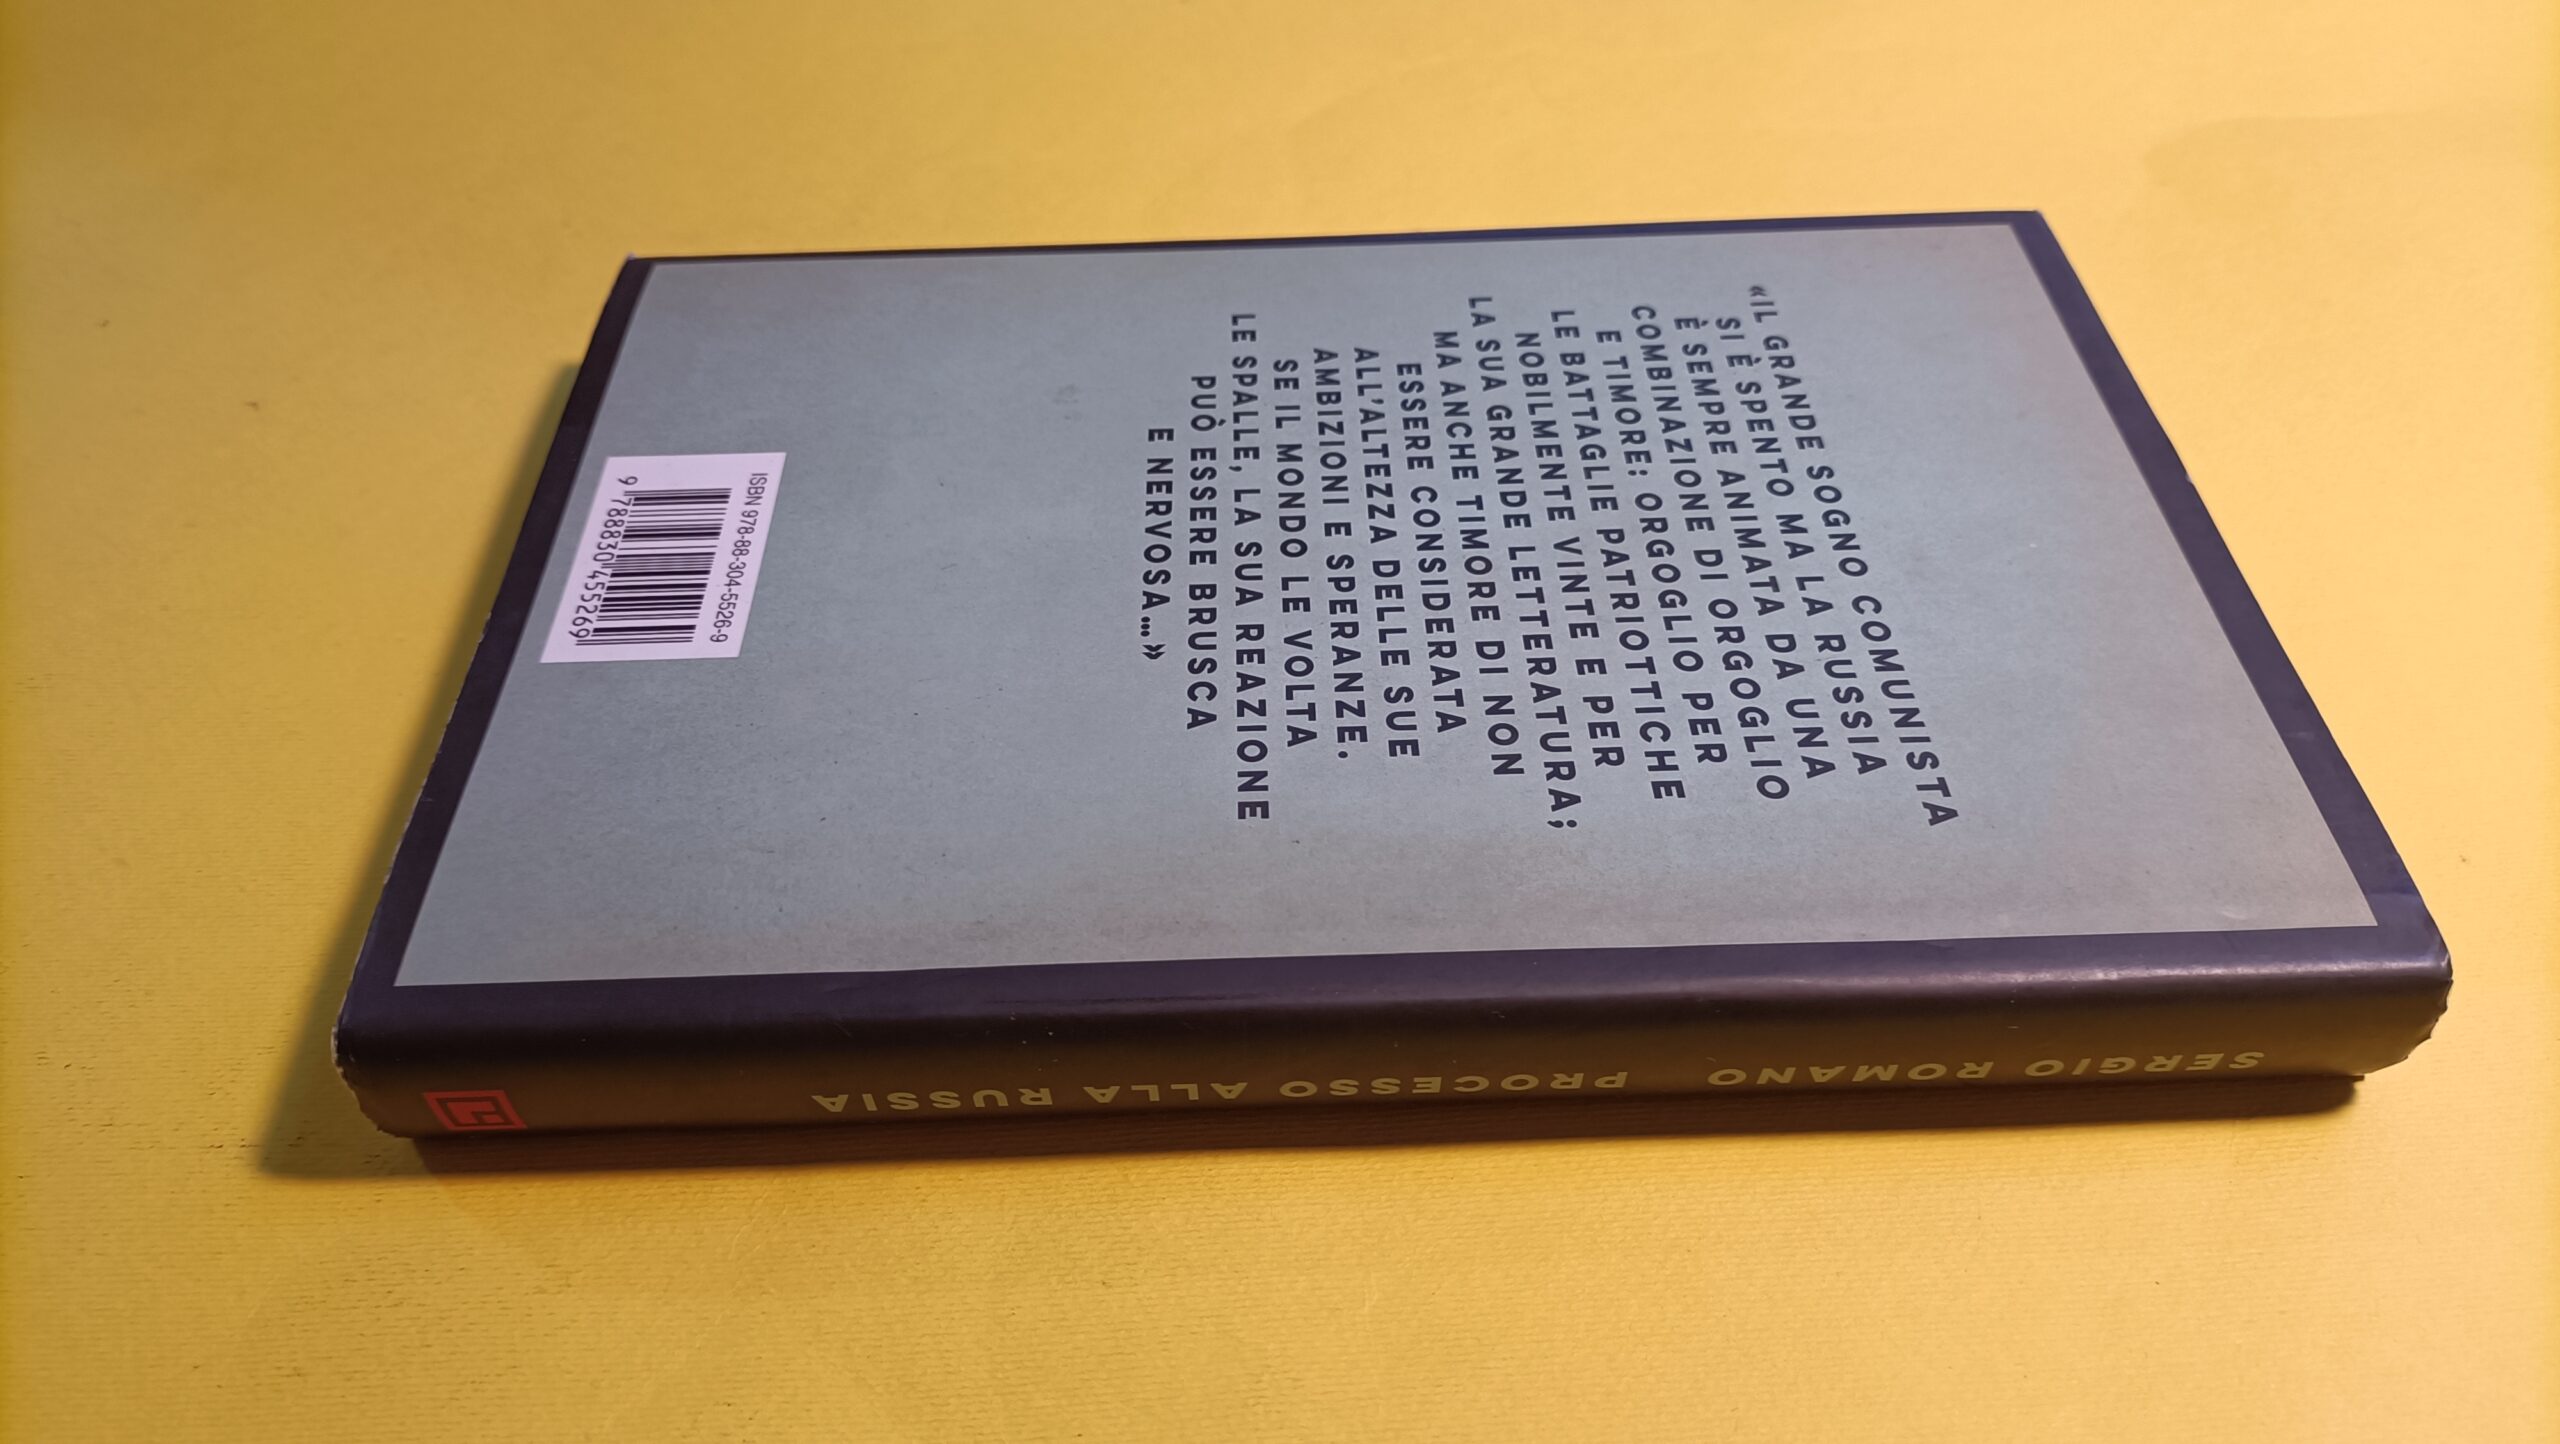 «IL GRANDE SOGNO COMUNISTA
SI È SPENTO MA LA RUSSIA
È SEMPRE ANIMATA DA UNA
COMBINAZIONE DI ORGOGLIO
E TIMORE: ORGOGLIO PER
LE BATTAGLIE PATRIOTTICHE
NOBILMENTE VINTE E PER
LA SUA GRANDE LETTERATURA;
MA ANCHE TIMORE DI NON
ESSERE CONSIDERATA
ALL'ALTEZZA DELLE SUE
AMBIZIONI E SPERANZE.
SE IL MONDO LE VOLTA
LE SPALLE, LA SUA REAZIONE
PUÒ ESSERE BRUSCA
E NERVOSA...»
ISBN 978-88-304-5526-9
9 788830 455269
SERGIO ROMANO PROCESSO ALLA RUSSIA